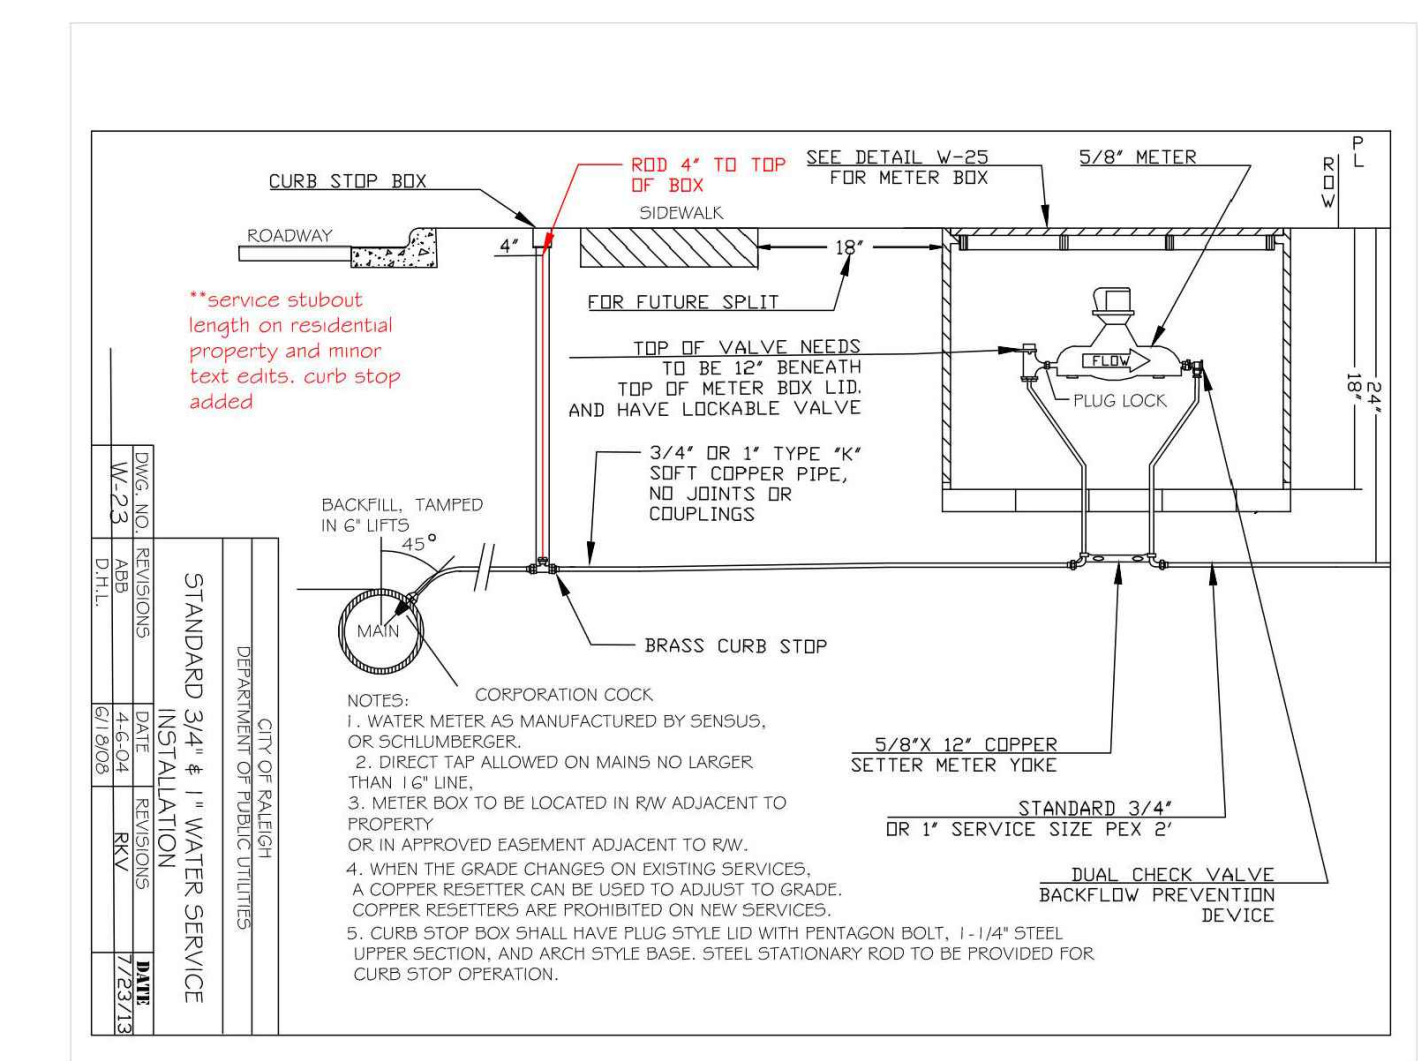 CURB STOP BOX
ROD 4" TO TOP
OF BOX
SEE DETAIL W-25
FOR METER BOX
5/8" METER
P
L
ROW
SIDEWALK
ROADWAY
4"
18"
FOR FUTURE SPLIT
**service stubout
length on residential
property and minor
text edits. curb stop
added
TOP OF VALVE NEEDS
TO BE 12" BENEATH
TOP OF METER BOX LID.
AND HAVE LOCKABLE VALVE
FLOW
PLUG LOCK
18"
24"
3/4" OR 1" TYPE "K"
SOFT COPPER PIPE,
NO JOINTS OR
COUPLINGS
BACKFILL, TAMPED
IN 6" LIFTS
45°
MAIN
BRASS CURB STOP
CORPORATION COCK
5/8"X 12" COPPER
SETTER METER YOKE
STANDARD 3/4"
OR 1" SERVICE SIZE PEX 2'
DUAL CHECK VALVE
BACKFLOW PREVENTION
DEVICE
NOTES:
1. WATER METER AS MANUFACTURED BY SENSUS,
OR SCHLUMBERGER.
2. DIRECT TAP ALLOWED ON MAINS NO LARGER
THAN 16" LINE,
3. METER BOX TO BE LOCATED IN R/W ADJACENT TO
PROPERTY
OR IN APPROVED EASEMENT ADJACENT TO R/W.
4. WHEN THE GRADE CHANGES ON EXISTING SERVICES,
A COPPER RESETTER CAN BE USED TO ADJUST TO GRADE.
COPPER RESETTERS ARE PROHIBITED ON NEW SERVICES.
5. CURB STOP BOX SHALL HAVE PLUG STYLE LID WITH PENTAGON BOLT, 1-1/4" STEEL
UPPER SECTION, AND ARCH STYLE BASE. STEEL STATIONARY ROD TO BE PROVIDED FOR
CURB STOP OPERATION.
CITY OF RALEIGH
DEPARTMENT OF PUBLIC UTILITIES
STANDARD 3/4" & 1" WATER SERVICE
INSTALLATION
DWG. NO. REVISIONS DATE REVISIONS DATE
W-23 ABB 4-6-04 RKV 7/23/13
D.H.L. 6/18/08